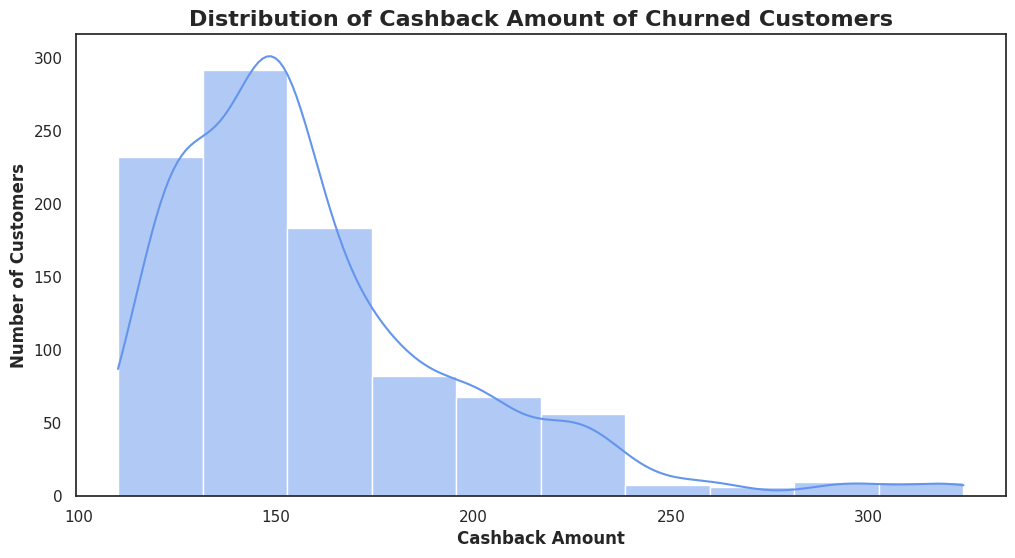 Distribution of Cashback Amount of Churned Customers
Number of Customers
300
250
200
150
100
50
0
100 150 200 250 300
Cashback Amount